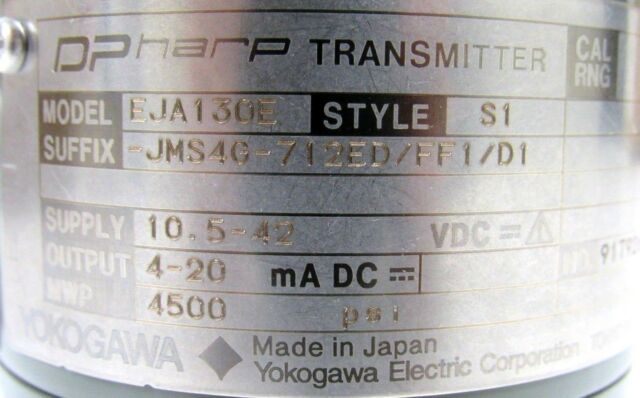 DPharp TRANSMITTER CAL RNG
MODEL EJA130E STYLE S1
SUFFIX -JMS4G-712ED/FF1/D1
SUPPLY 10.5-42 VDC ⎓ ⚠
OUTPUT 4-20 mA DC ⎓
MWP 4500 psi
NO. 
YOKOGAWA ◆ Made in Japan
Yokogawa Electric Corporation